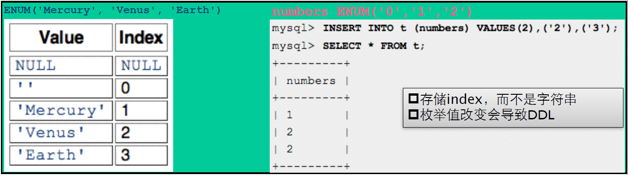 ENUM('Mercury', 'Venus', 'Earth')
Value Index
NULL NULL
'' 0
'Mercury' 1
'Venus' 2
'Earth' 3
numbers ENUM('0','1','2')
mysql> INSERT INTO t (numbers) VALUES(2),('2'),('3');
mysql> SELECT * FROM t;
+---------+
| numbers |
+---------+
| 1 |
| 2 |
| 2 |
+---------+
存储index，而不是字符串
枚举值改变会导致DDL